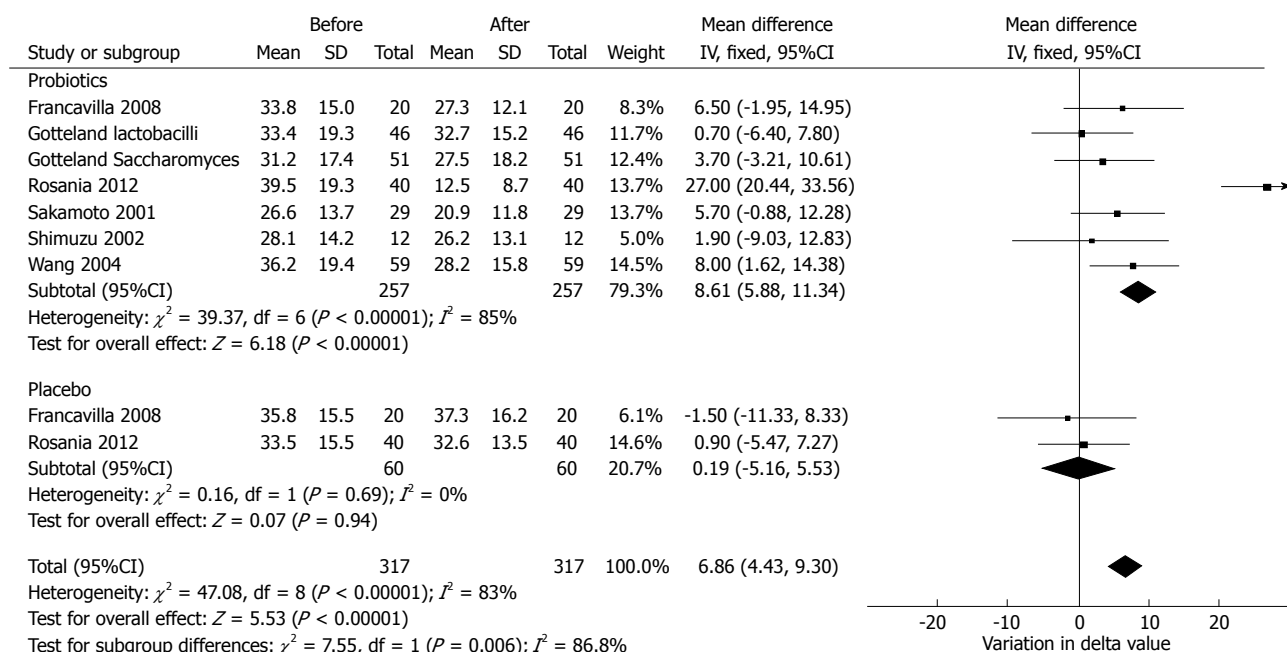 Before After Mean difference Mean difference
Study or subgroup Mean SD Total Mean SD Total Weight IV, fixed, 95%CI IV, fixed, 95%CI
Probiotics
Francavilla 2008 33.8 15.0 20 27.3 12.1 20 8.3% 6.50 (-1.95, 14.95)
Gotteland lactobacilli 33.4 19.3 46 32.7 15.2 46 11.7% 0.70 (-6.40, 7.80)
Gotteland Saccharomyces 31.2 17.4 51 27.5 18.2 51 12.4% 3.70 (-3.21, 10.61)
Rosania 2012 39.5 19.3 40 12.5 8.7 40 13.7% 27.00 (20.44, 33.56)
Sakamoto 2001 26.6 13.7 29 20.9 11.8 29 13.7% 5.70 (-0.88, 12.28)
Shimuzu 2002 28.1 14.2 12 26.2 13.1 12 5.0% 1.90 (-9.03, 12.83)
Wang 2004 36.2 19.4 59 28.2 15.8 59 14.5% 8.00 (1.62, 14.38)
Subtotal (95%CI) 257 257 79.3% 8.61 (5.88, 11.34)
Heterogeneity: χ² = 39.37, df = 6 (P < 0.00001); I² = 85%
Test for overall effect: Z = 6.18 (P < 0.00001)
Placebo
Francavilla 2008 35.8 15.5 20 37.3 16.2 20 6.1% -1.50 (-11.33, 8.33)
Rosania 2012 33.5 15.5 40 32.6 13.5 40 14.6% 0.90 (-5.47, 7.27)
Subtotal (95%CI) 60 60 20.7% 0.19 (-5.16, 5.53)
Heterogeneity: χ² = 0.16, df = 1 (P = 0.69); I² = 0%
Test for overall effect: Z = 0.07 (P = 0.94)
Total (95%CI) 317 317 100.0% 6.86 (4.43, 9.30)
Heterogeneity: χ² = 47.08, df = 8 (P < 0.00001); I² = 83%
Test for overall effect: Z = 5.53 (P < 0.00001)
Test for subgroup differences: χ² = 7.55, df = 1 (P = 0.006); I² = 86.8%
-20 -10 0 10 20
Variation in delta value